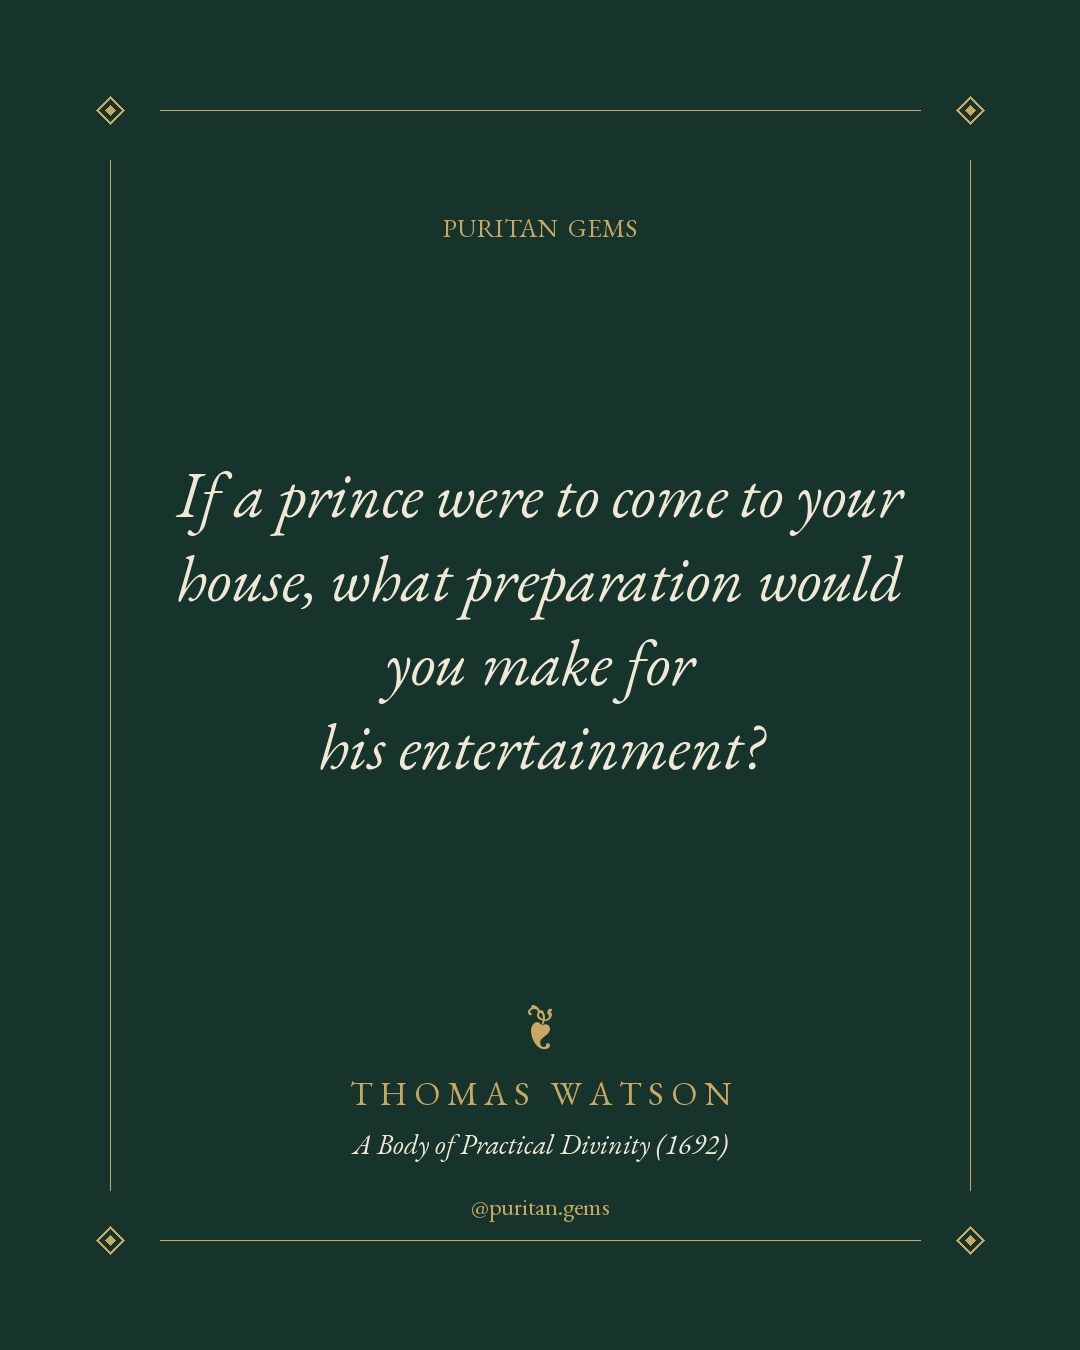 PURITAN GEMS
If a prince were to come to your
house, what preparation would
you make for
his entertainment?
THOMAS WATSON
A Body of Practical Divinity (1692)
@puritan.gems